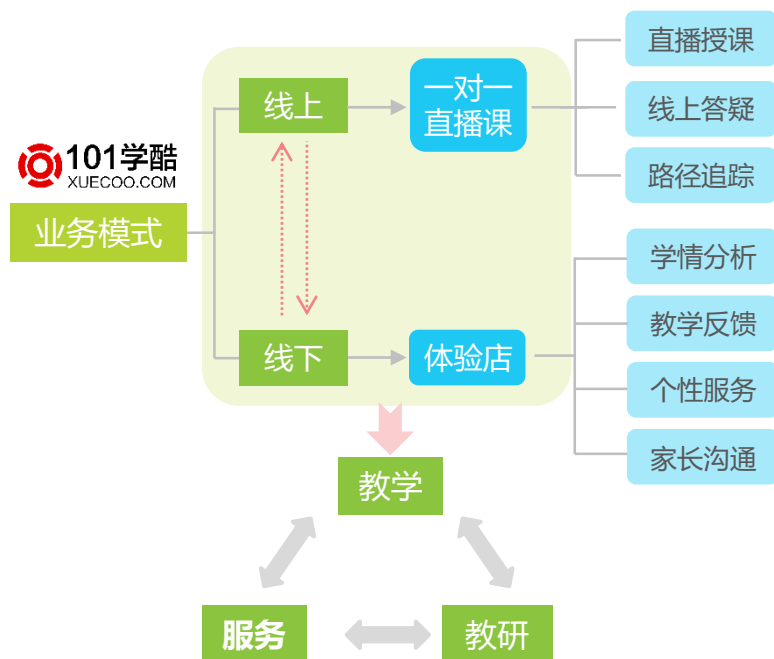 101学酷
XUECOO.COM
业务模式
线上
一对一
直播课
直播授课
线上答疑
路径追踪
线下
体验店
学情分析
教学反馈
个性服务
家长沟通
教学
服务
教研